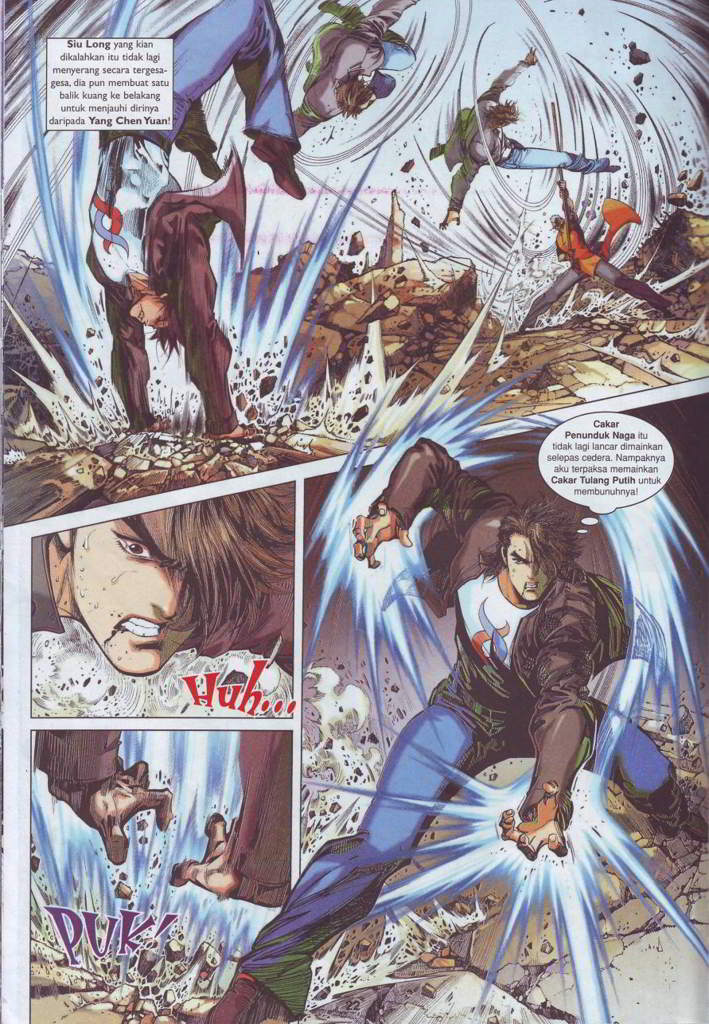 Siu Long yang kian
dikalahkan itu tidak lagi
menyerang secara tergesa-
gesa, dia pun membuat satu
balik kuang ke belakang
untuk menjauhi dirinya
daripada Yang Chen Yuan!
Cakar
Penunduk Naga itu
tidak lagi lancar dimainkan
selepas cedera. Nampaknya
aku terpaksa memainkan
Cakar Tulang Putih untuk
membunuhnya!
Huh...
PUK!
22